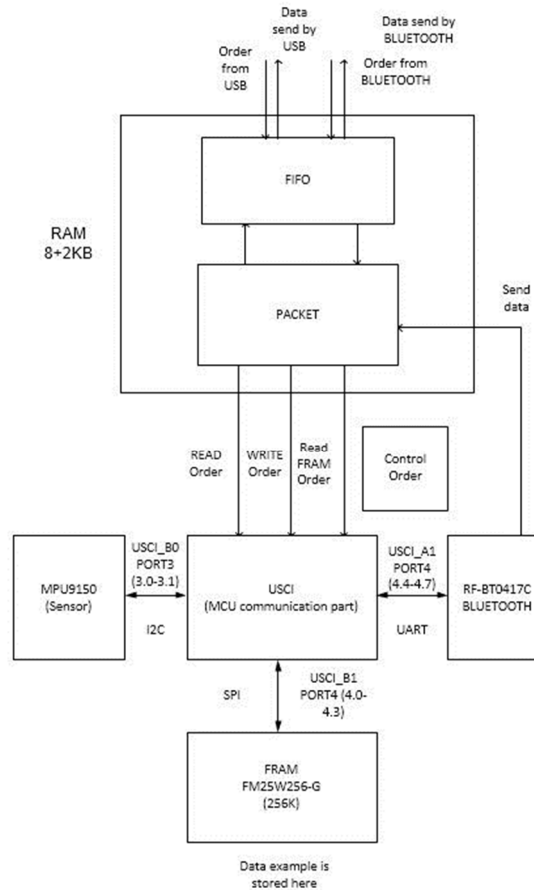 Data
send by
USB
Data send by
BLUETOOTH
Order
from
USB
Order from
BLUETOOTH
FIFO
RAM
8+2KB
PACKET
Send
data
READ
Order
WRITE
Order
Read
FRAM
Order
Control
Order
MPU9150
(Sensor)
USCI_B0
PORT3
(3.0-3.1)
I2C
USCI
(MCU communication part)
USCI_A1
PORT4
(4.4-4.7)
UART
RF-BT0417C
BLUETOOTH
SPI
USCI_B1
PORT4 (4.0-
4.3)
FRAM
FM25W256-G
(256K)
Data example is
stored here